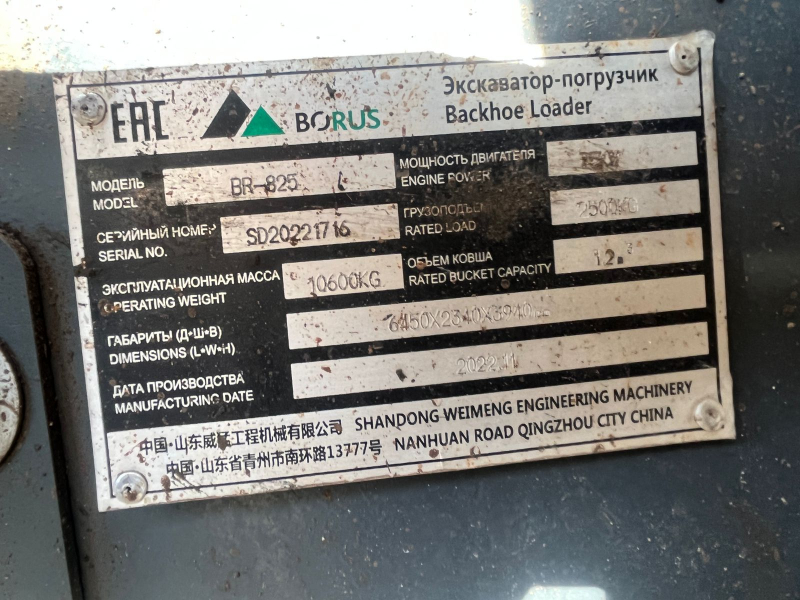 EAC BORUS
Экскаватор-погрузчик
Backhoe Loader
МОДЕЛЬ
MODEL
BR-825
МОЩНОСТЬ ДВИГАТЕЛЯ
ENGINE POWER
СЕРИЙНЫЙ НОМЕР
SERIAL NO.
SD20221716
RATED LOAD
2500KG
ЭКСПЛУАТАЦИОННАЯ МАССА
OPERATING WEIGHT
10600KG
ОБЪЕМ КОВША
RATED BUCKET CAPACITY
ГАБАРИТЫ (Д•Ш•В)
DIMENSIONS (L•W•H)
6450X2340X3940
ДАТА ПРОИЗВОДСТВА
MANUFACTURING DATE
2022.11
中国·山东威猛工程机械有限公司 SHANDONG WEIMENG ENGINEERING MACHINERY
中国·山东省青州市南环路13777号 NANHUAN ROAD QINGZHOU CITY CHINA